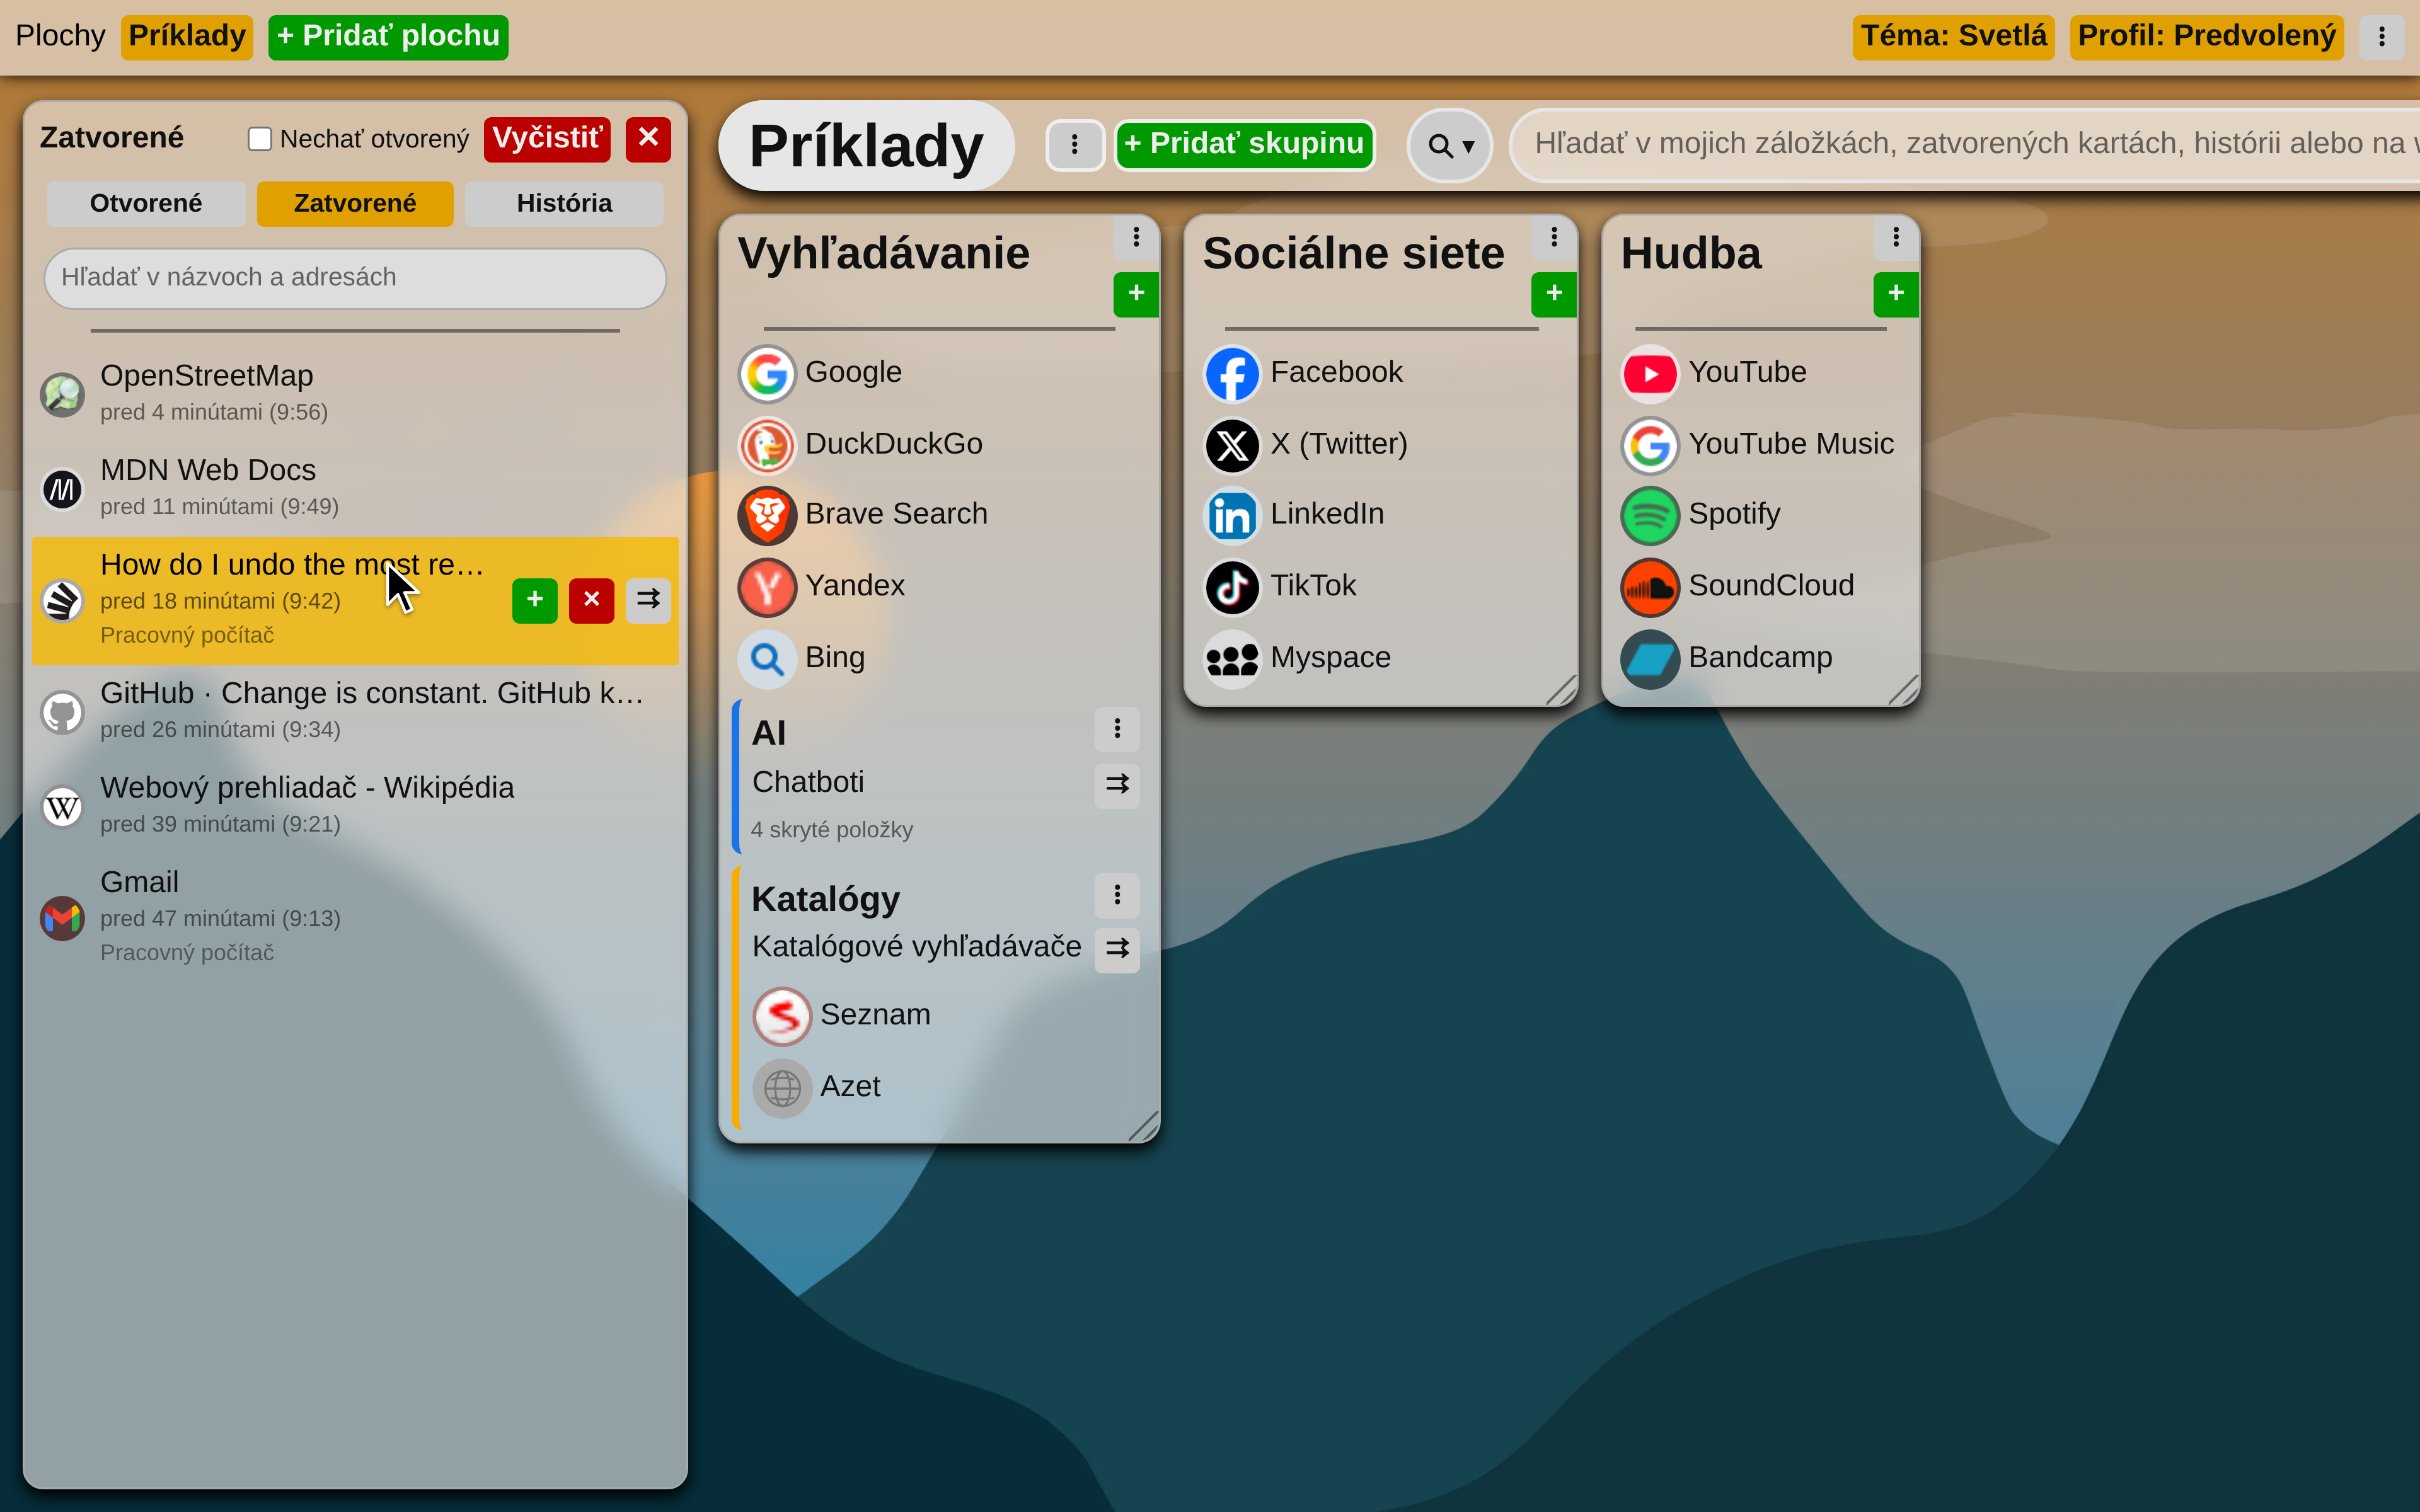 Plochy Príklady + Pridať plochu Téma: Svetlá Profil: Predvolený
Zatvorené Nechať otvorený Vyčistiť ✕
Otvorené Zatvorené História
Hľadať v názvoch a adresách
OpenStreetMap
pred 4 minútami (9:56)
MDN Web Docs
pred 11 minútami (9:49)
How do I undo the most re…
pred 18 minútami (9:42)
Pracovný počítač
GitHub · Change is constant. GitHub k…
pred 26 minútami (9:34)
Webový prehliadač - Wikipédia
pred 39 minútami (9:21)
Gmail
pred 47 minútami (9:13)
Pracovný počítač
Príklady + Pridať skupinu Hľadať v mojich záložkách, zatvorených kartách, histórii alebo na
Vyhľadávanie
Google
DuckDuckGo
Brave Search
Yandex
Bing
AI
Chatboti
4 skryté položky
Katalógy
Katalógové vyhľadávače
Seznam
Azet
Sociálne siete
Facebook
X (Twitter)
LinkedIn
TikTok
Myspace
Hudba
YouTube
YouTube Music
Spotify
SoundCloud
Bandcamp